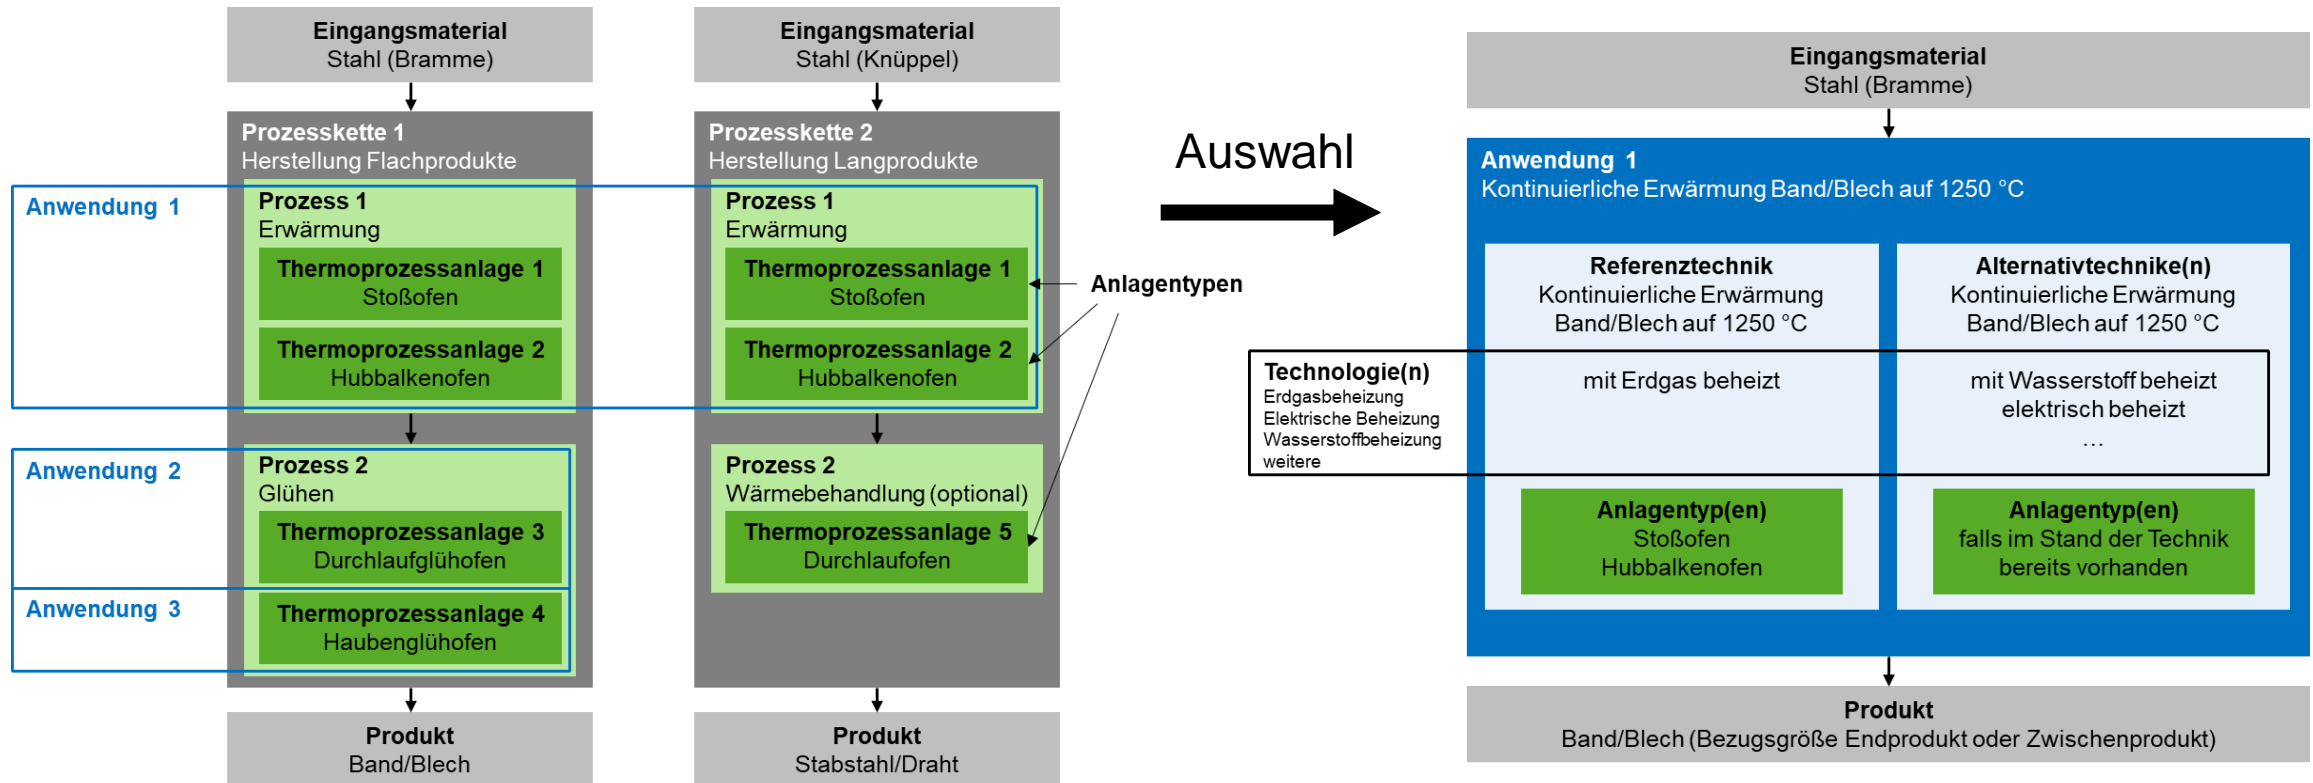 Eingangsmaterial
Stahl (Bramme)
Prozesskette 1
Herstellung Flachprodukte
Anwendung 1
Prozess 1
Erwärmung
Thermoprozessanlage 1
Stoßofen
Thermoprozessanlage 2
Hubbalkenofen
Anwendung 2
Prozess 2
Glühen
Thermoprozessanlage 3
Durchlaufglühofen
Anwendung 3
Thermoprozessanlage 4
Haubenglühofen
Produkt
Band/Blech
Eingangsmaterial
Stahl (Knüppel)
Prozesskette 2
Herstellung Langprodukte
Prozess 1
Erwärmung
Thermoprozessanlage 1
Stoßofen
Thermoprozessanlage 2
Hubbalkenofen
Prozess 2
Wärmebehandlung (optional)
Thermoprozessanlage 5
Durchlaufofen
Produkt
Stabstahl/Draht
Anlagentypen
Auswahl
Eingangsmaterial
Stahl (Bramme)
Anwendung 1
Kontinuierliche Erwärmung Band/Blech auf 1250 °C
Referenztechnik
Kontinuierliche Erwärmung
Band/Blech auf 1250 °C
Alternativtechnike(n)
Kontinuierliche Erwärmung
Band/Blech auf 1250 °C
Technologie(n)
Erdgasbeheizung
Elektrische Beheizung
Wasserstoffbeheizung
weitere
mit Erdgas beheizt
mit Wasserstoff beheizt
elektrisch beheizt
…
Anlagentyp(en)
Stoßofen
Hubbalkenofen
Anlagentyp(en)
falls im Stand der Technik
bereits vorhanden
Produkt
Band/Blech (Bezugsgröße Endprodukt oder Zwischenprodukt)